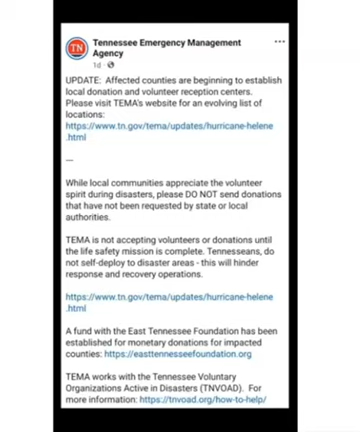 TN
Tennessee Emergency Management
Agency
1d ·
UPDATE: Affected counties are beginning to establish
local donation and volunteer reception centers.
Please visit TEMA's website for an evolving list of
locations:
https://www.tn.gov/tema/updates/hurricane-helene
.html
—
While local communities appreciate the volunteer
spirit during disasters, please DO NOT send donations
that have not been requested by state or local
authorities.
TEMA is not accepting volunteers or donations until
the life safety mission is complete. Tennesseans, do
not self-deploy to disaster areas - this will hinder
response and recovery operations.
https://www.tn.gov/tema/updates/hurricane-helene
.html
A fund with the East Tennessee Foundation has been
established for monetary donations for impacted
counties: https://easttennesseefoundation.org
TEMA works with the Tennessee Voluntary
Organizations Active in Disasters (TNVOAD). For
more information: https://tnvoad.org/how-to-help/